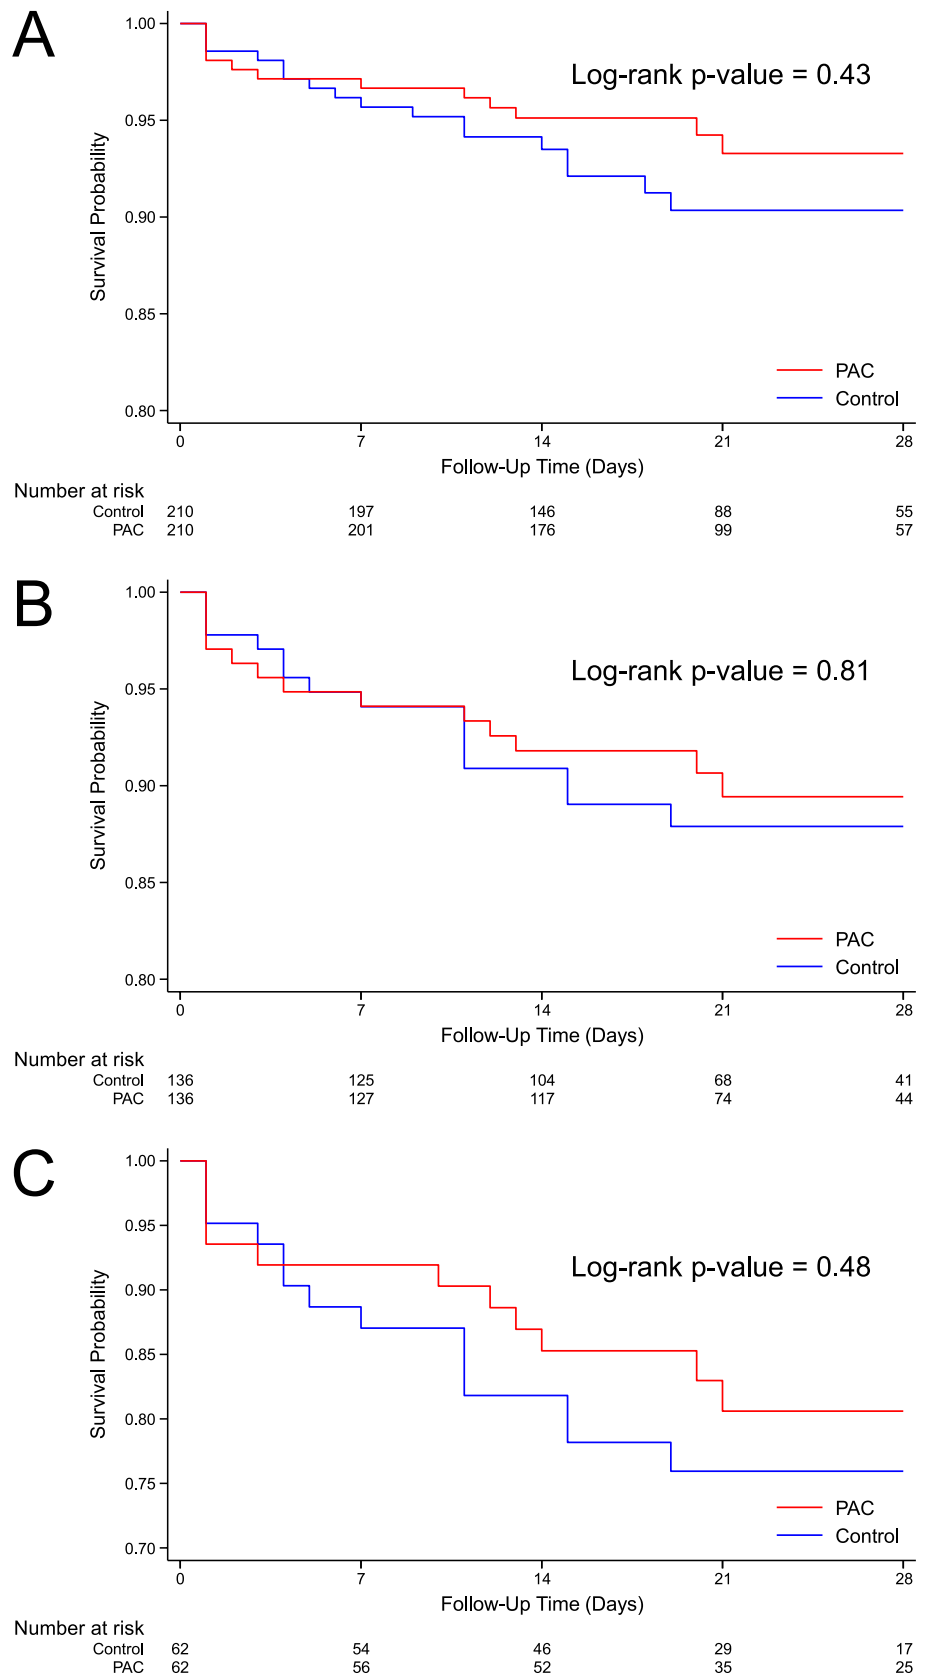 A
1.00
0.95
0.90
0.85
0.80
Survival Probability
Log-rank p-value = 0.43
PAC
Control
0 7 14 21 28
Follow-Up Time (Days)
Number at risk
Control 210 197 146 88 55
PAC 210 201 176 99 57
B
1.00
0.95
0.90
0.85
0.80
Survival Probability
Log-rank p-value = 0.81
PAC
Control
0 7 14 21 28
Follow-Up Time (Days)
Number at risk
Control 136 125 104 68 41
PAC 136 127 117 74 44
C
1.00
0.95
0.90
0.85
0.80
0.75
0.70
Survival Probability
Log-rank p-value = 0.48
PAC
Control
0 7 14 21 28
Follow-Up Time (Days)
Number at risk
Control 62 54 46 29 17
PAC 62 56 52 35 25